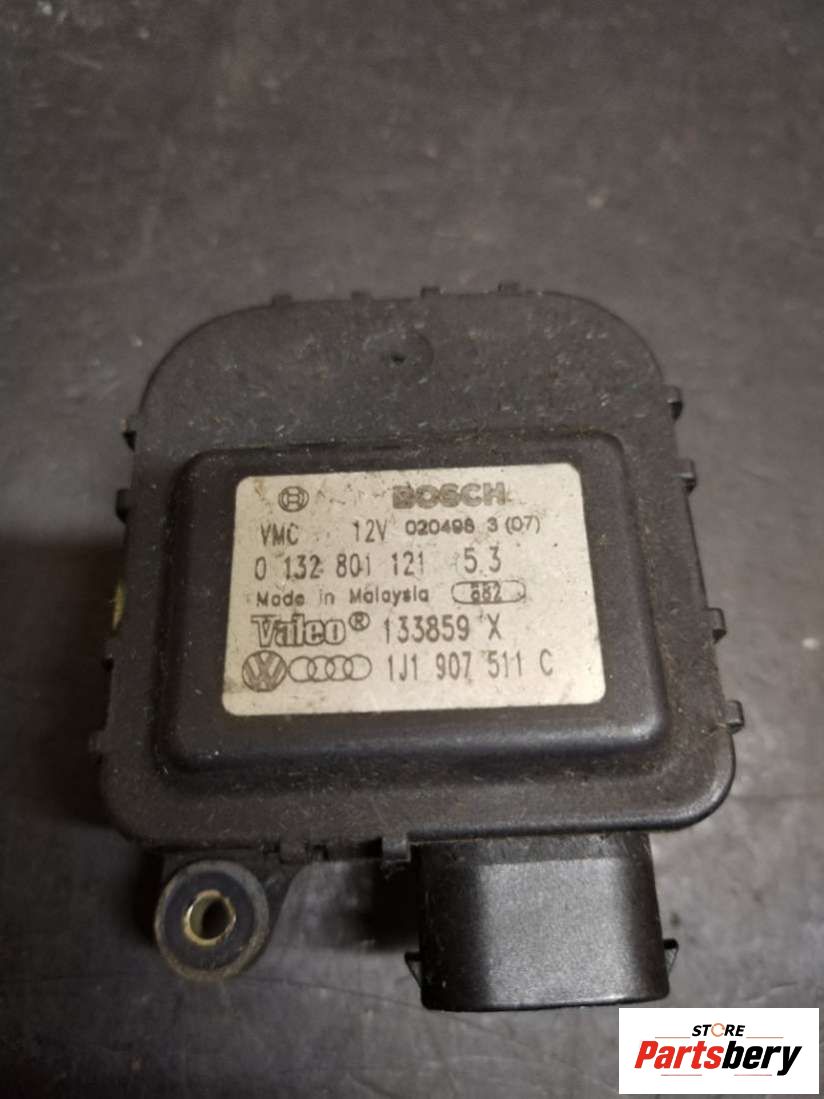 BOSCH
VMC 12V 020498 3 (07)
0 132 801 121 5.3
Made in Malaysia 882
Valeo® 133859 X
1J1 907 511 C
STORE
Partsbery